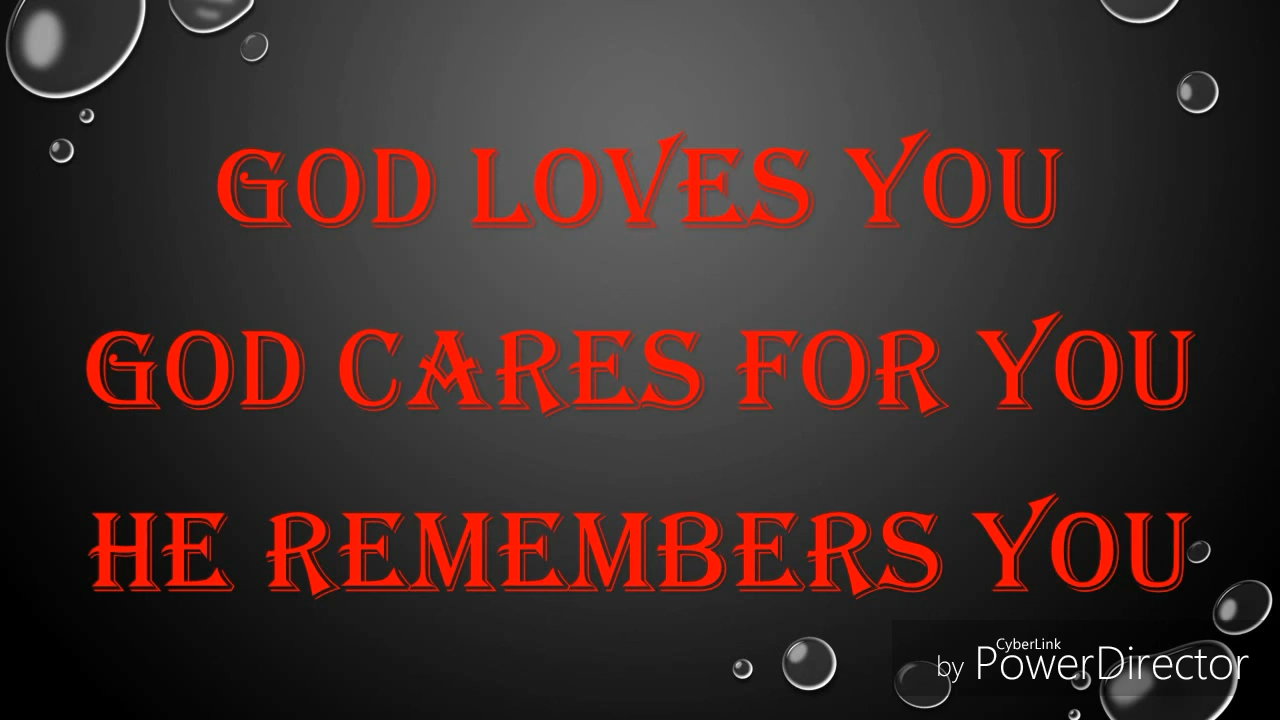 GOD LOVES YOU
GOD CARES FOR YOU
HE REMEMBERS YOU
CyberLink
by PowerDirector